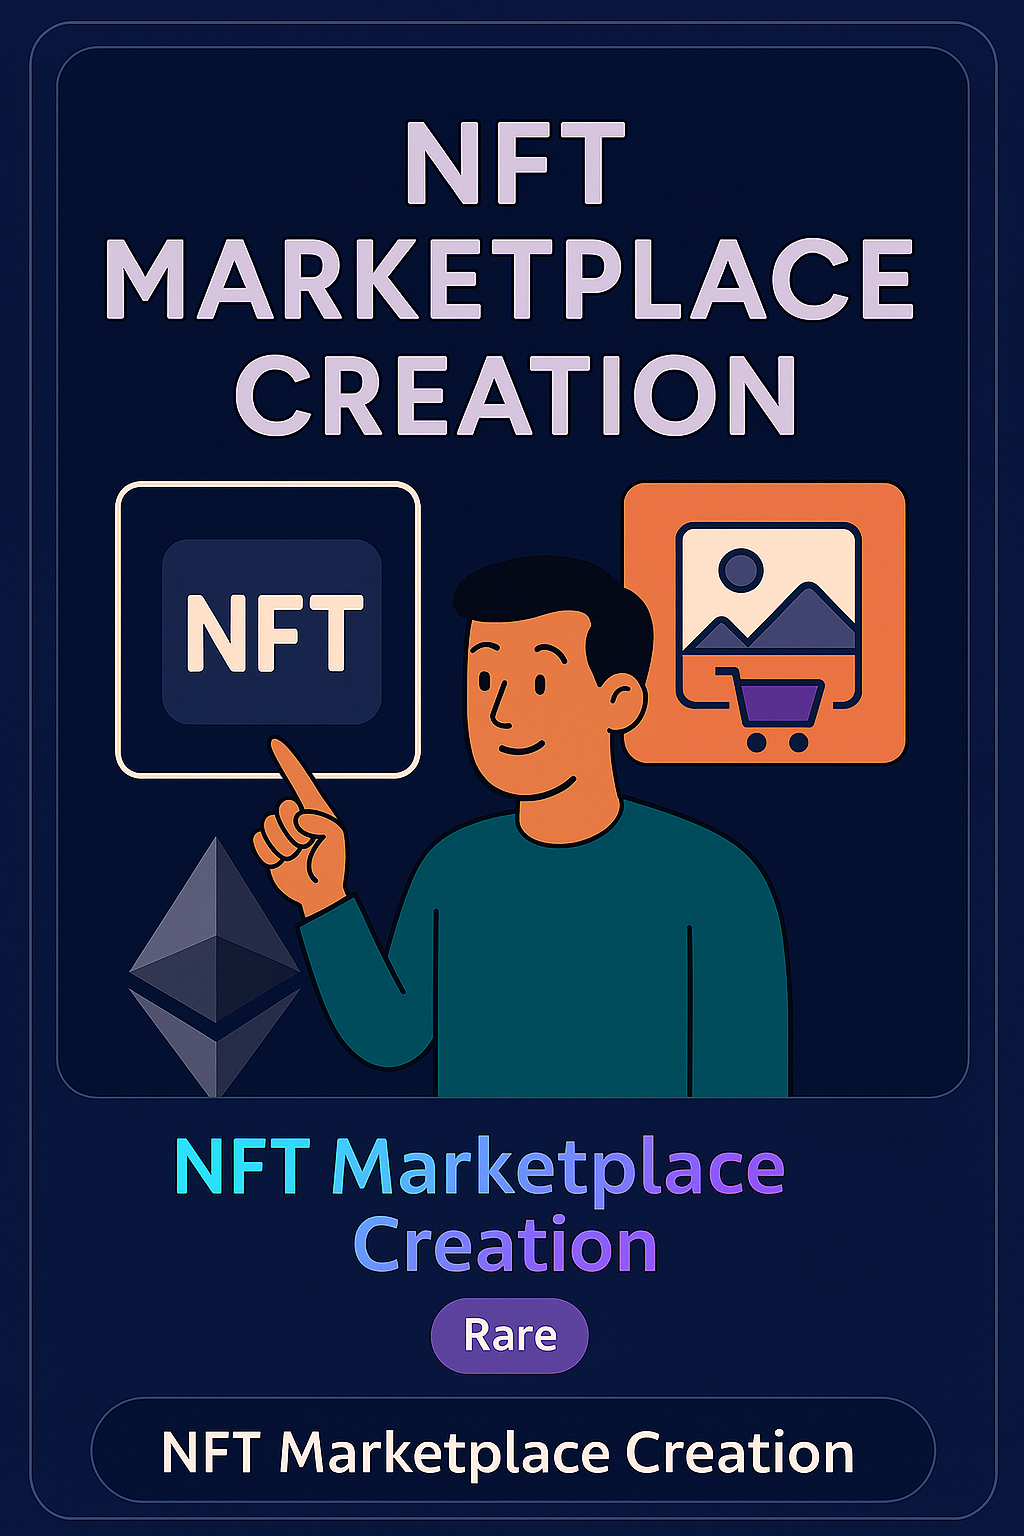 NFT
MARKETPLACE
CREATION
NFT
NFT Marketplace
Creation
Rare
NFT Marketplace Creation